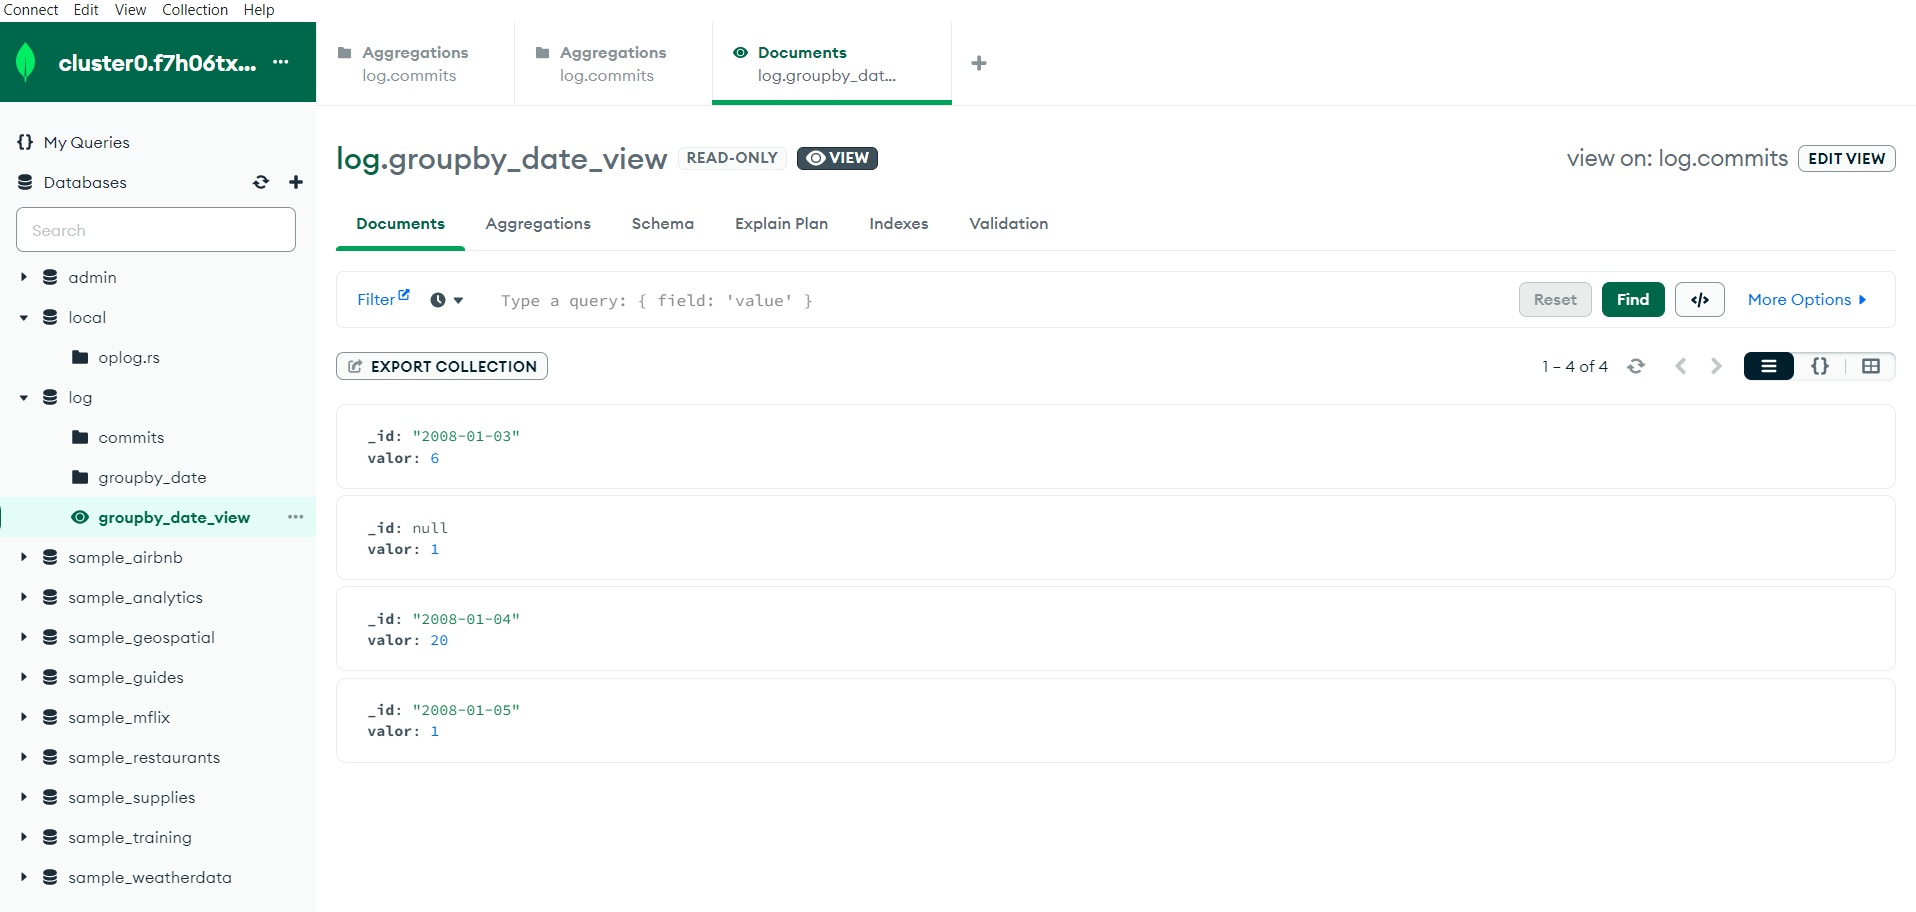 Connect Edit View Collection Help
cluster0.f7h06tx... ...
Aggregations
log.commits
Aggregations
log.commits
Documents
log.groupby_dat...
+
{} My Queries
Databases
Search
admin
local
oplog.rs
log
commits
groupby_date
groupby_date_view ...
sample_airbnb
sample_analytics
sample_geospatial
sample_guides
sample_mflix
sample_restaurants
sample_supplies
sample_training
sample_weatherdata
log.groupby_date_view READ-ONLY VIEW
view on: log.commits EDIT VIEW
Documents Aggregations Schema Explain Plan Indexes Validation
Filter Type a query: { field: 'value' } Reset Find </> More Options
EXPORT COLLECTION 1 – 4 of 4 {}
_id: "2008-01-03"
valor: 6
_id: null
valor: 1
_id: "2008-01-04"
valor: 20
_id: "2008-01-05"
valor: 1